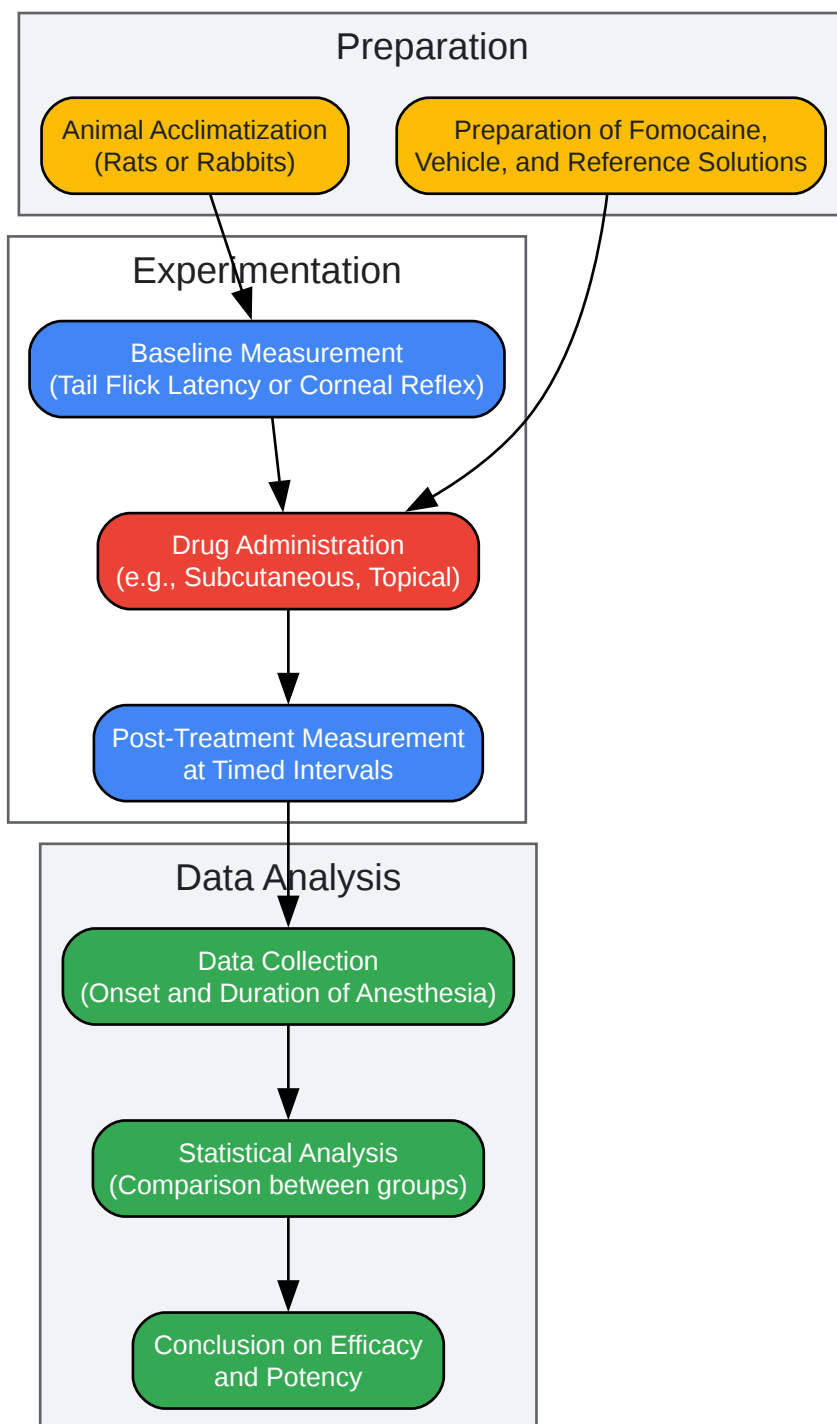 Preparation
Animal Acclimatization
(Rats or Rabbits)
Preparation of Fomocaine,
Vehicle, and Reference Solutions
Experimentation
Baseline Measurement
(Tail Flick Latency or Corneal Reflex)
Drug Administration
(e.g., Subcutaneous, Topical)
Post-Treatment Measurement
at Timed Intervals
Data Analysis
Data Collection
(Onset and Duration of Anesthesia)
Statistical Analysis
(Comparison between groups)
Conclusion on Efficacy
and Potency